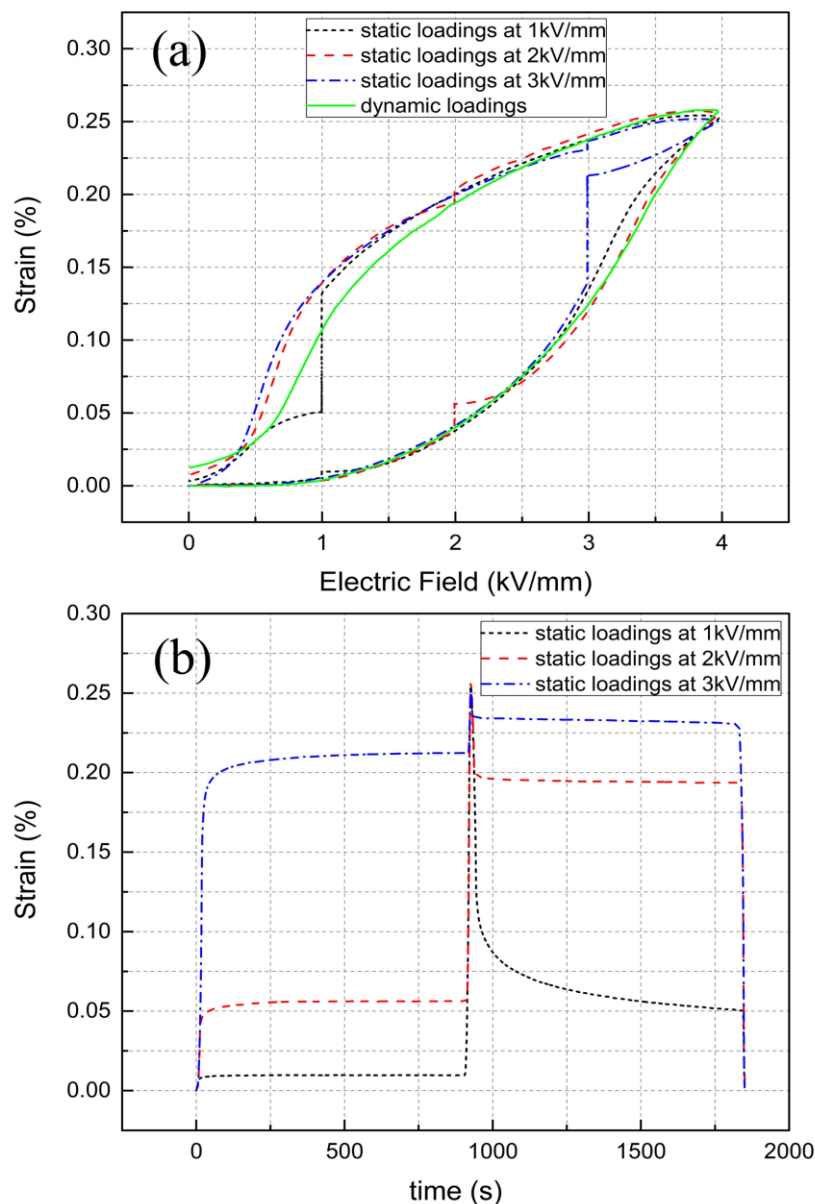 (a)
static loadings at 1kV/mm
static loadings at 2kV/mm
static loadings at 3kV/mm
dynamic loadings
0.30
0.25
0.20
0.15
0.10
0.05
0.00
Strain (%)
0 1 2 3 4
Electric Field (kV/mm)
(b)
static loadings at 1kV/mm
static loadings at 2kV/mm
static loadings at 3kV/mm
0.30
0.25
0.20
0.15
0.10
0.05
0.00
Strain (%)
0 500 1000 1500 2000
time (s)